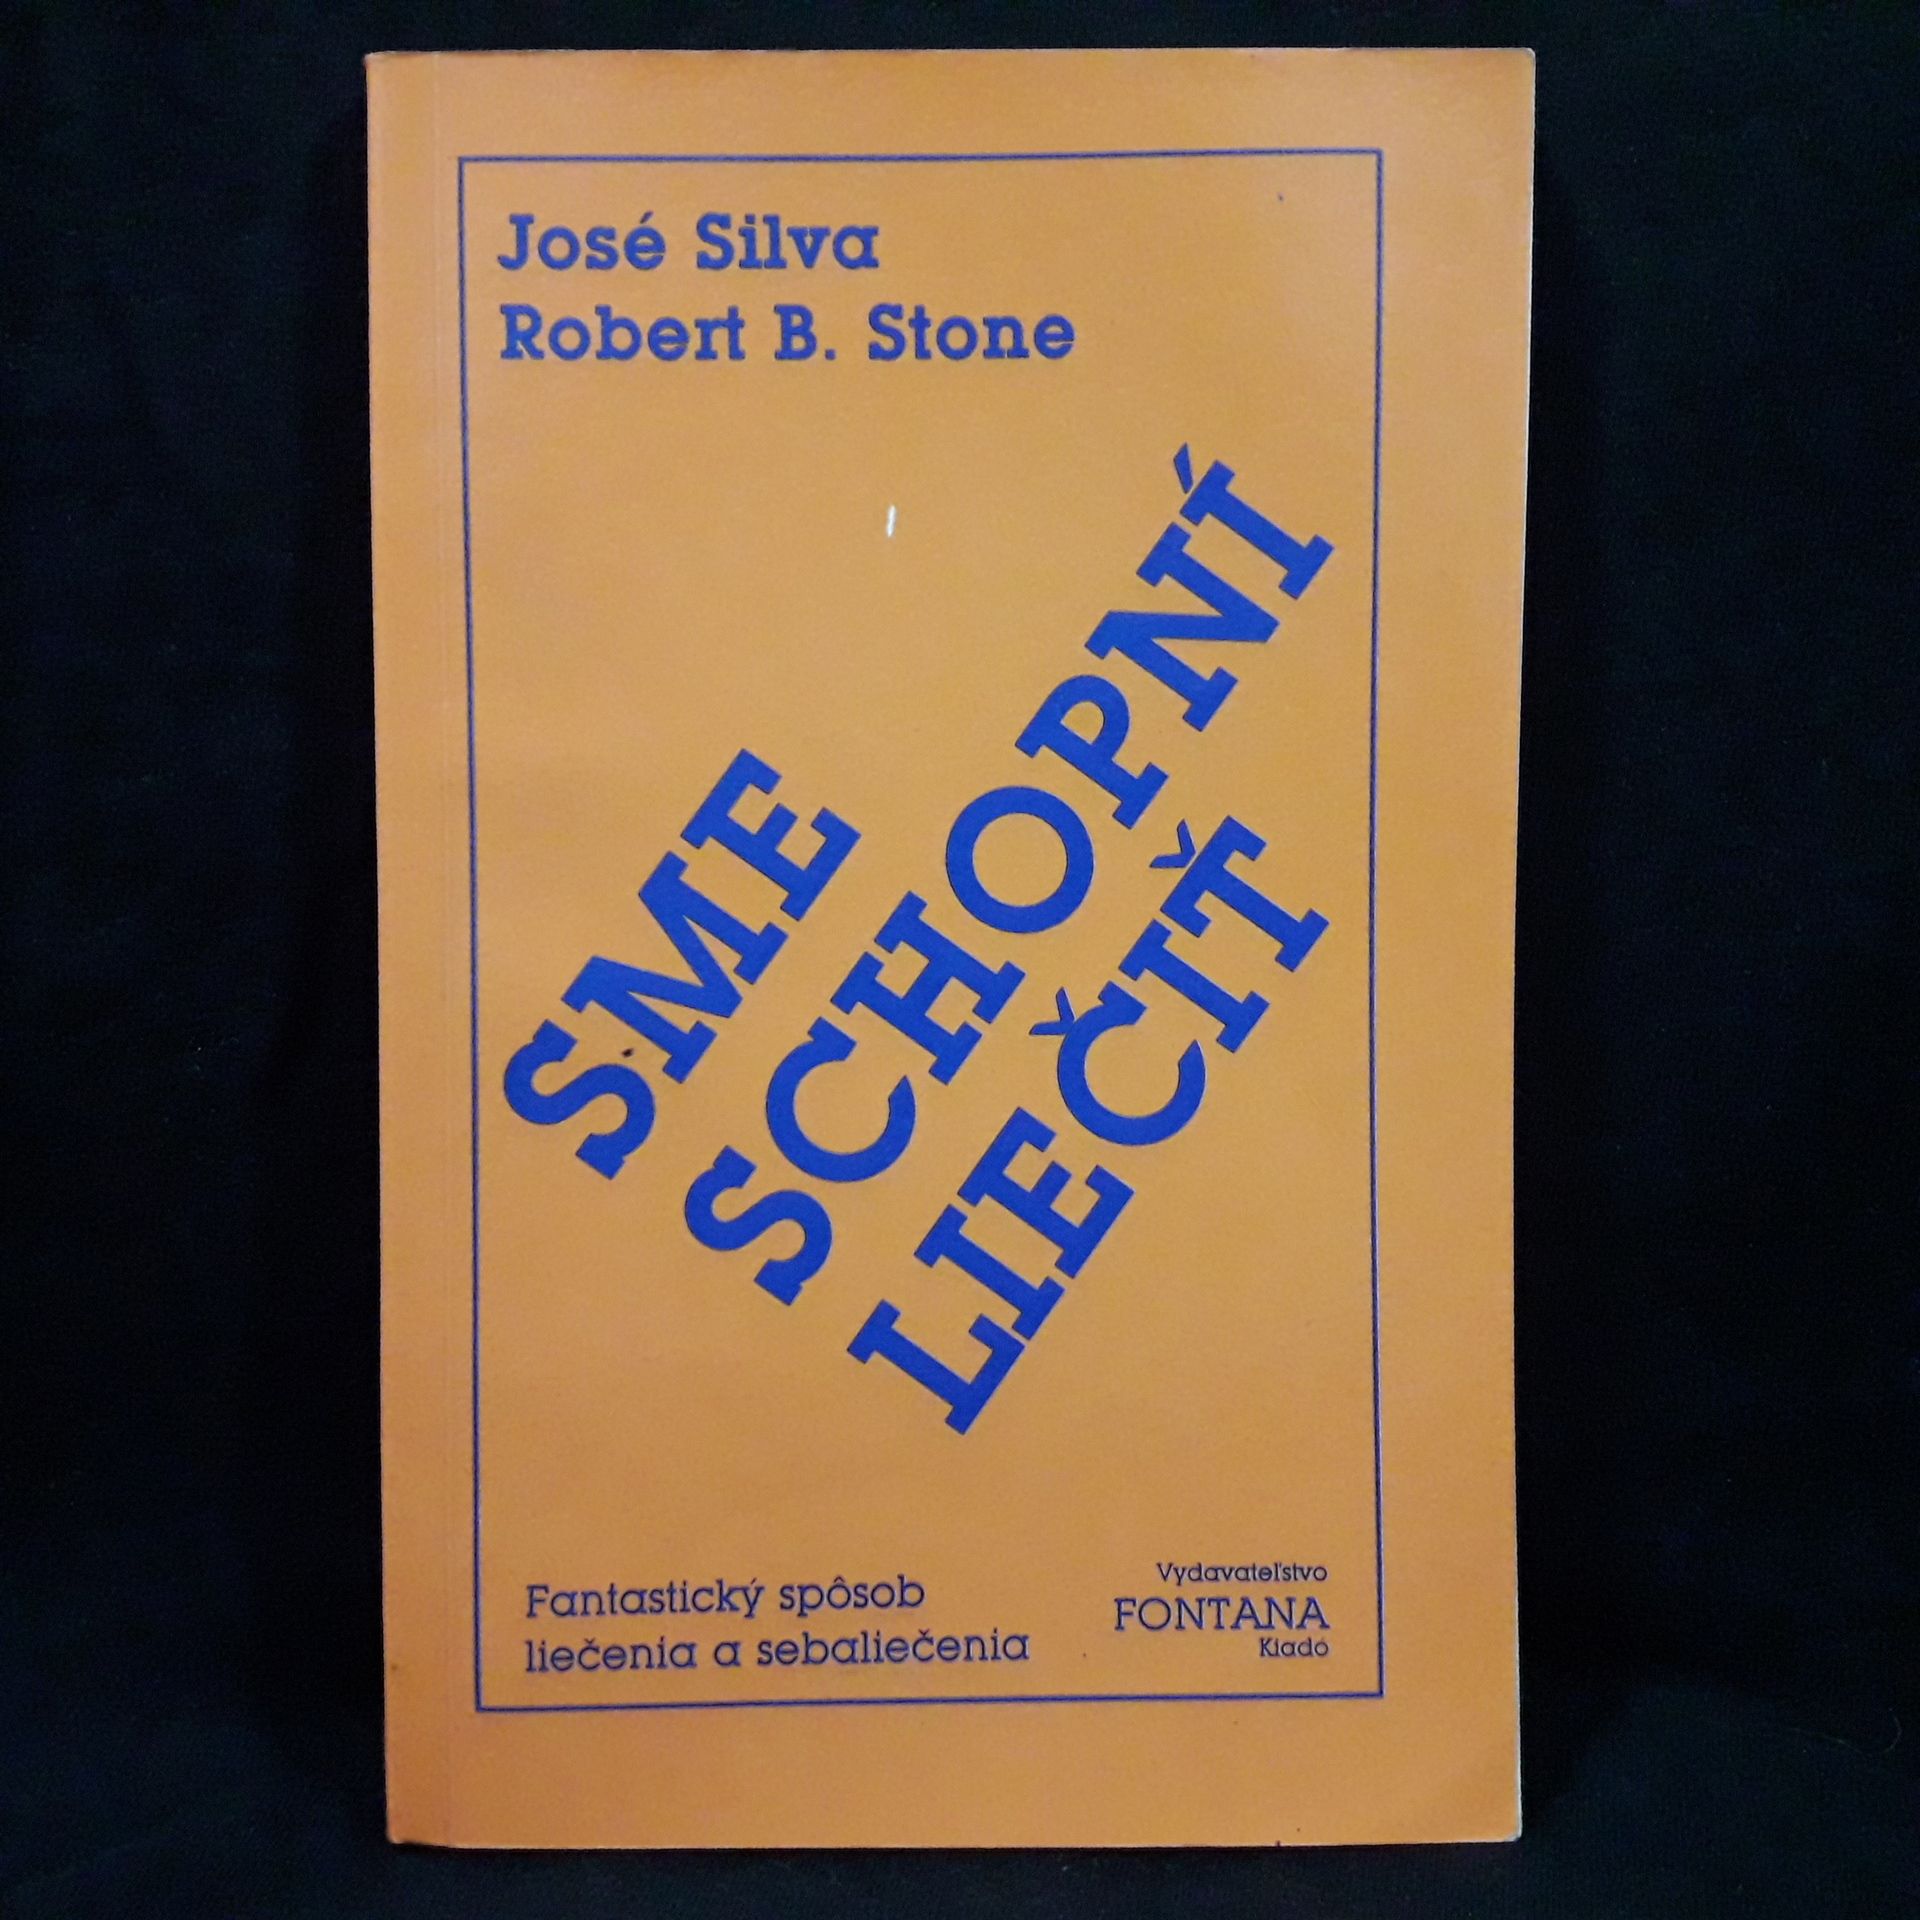 José Silva
Robert B. Stone
SME
SCHOPNÍ
LIEČIŤ
Fantastický spôsob
liečenia a sebaliečenia
Vydavateľstvo
FONTANA
Kiadó